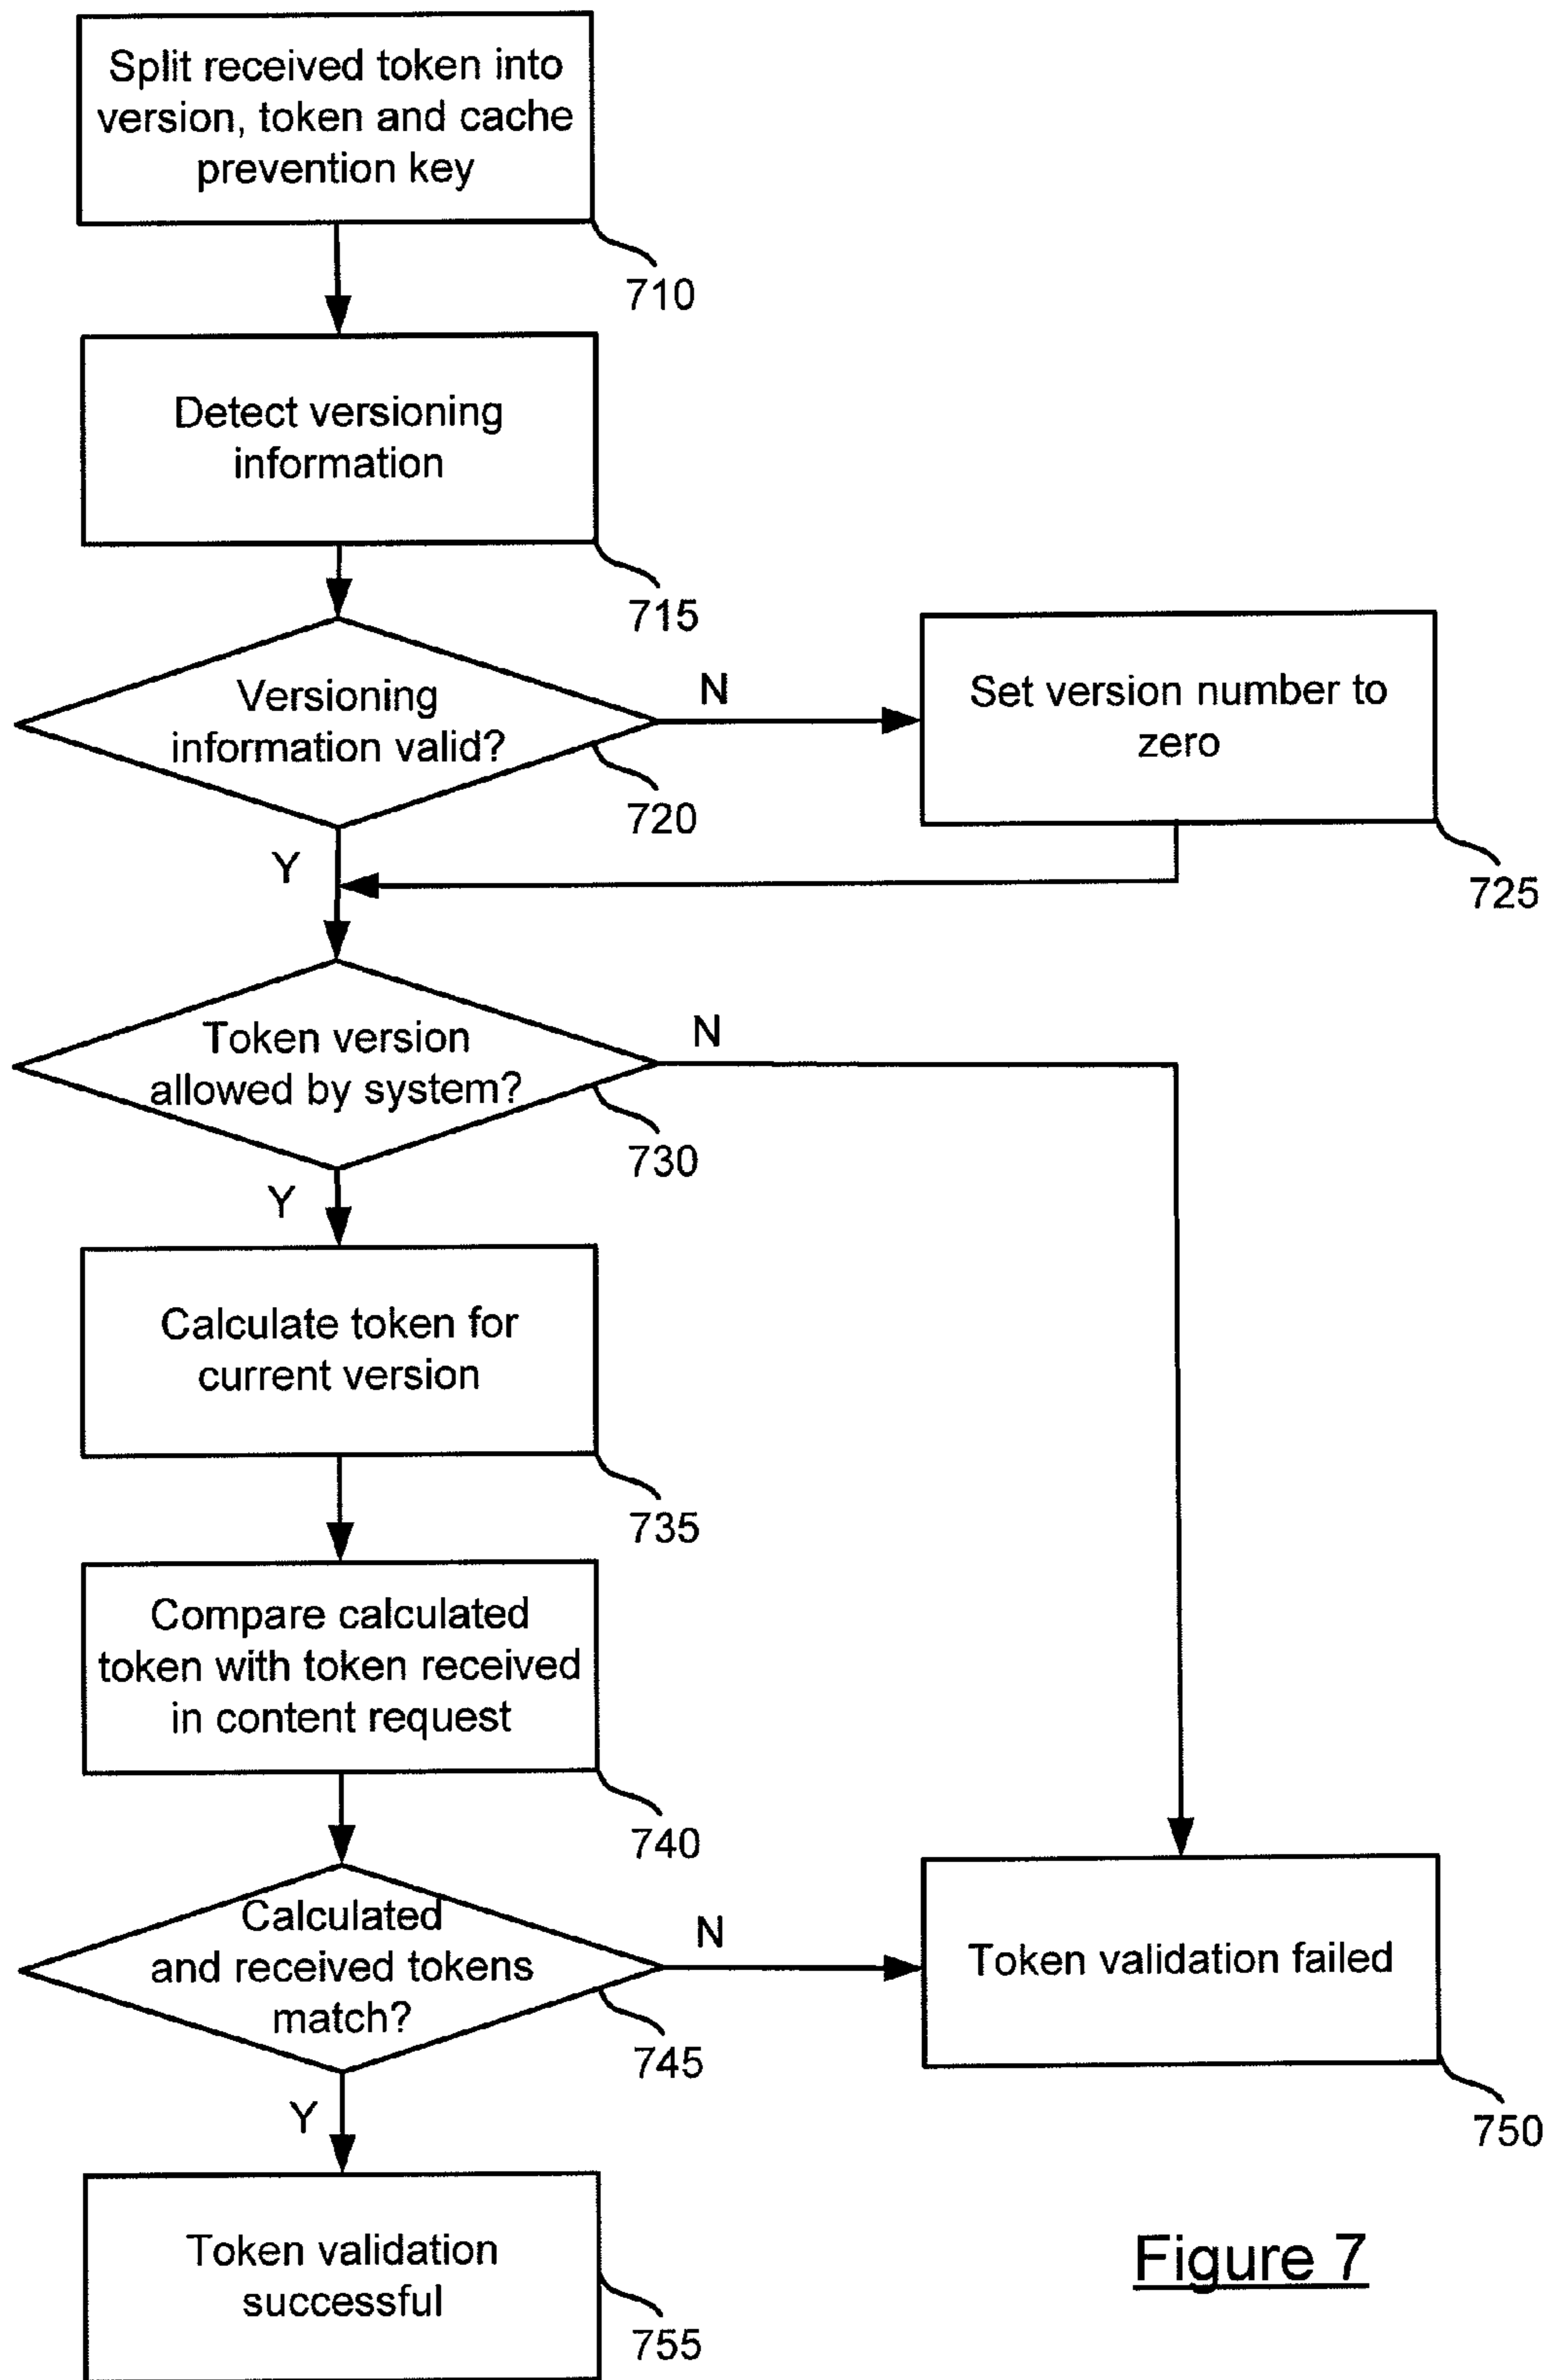 Split received token into
version, token and cache
prevention key
710
Detect versioning
information
715
Versioning
information valid?
720
N
Set version number to
zero
725
Y
Token version
allowed by system?
730
N
Y
Calculate token for
current version
735
Compare calculated
token with token received
in content request
740
Calculated
and received tokens
match?
745
N
Token validation failed
750
Y
Token validation
successful
755
Figure 7